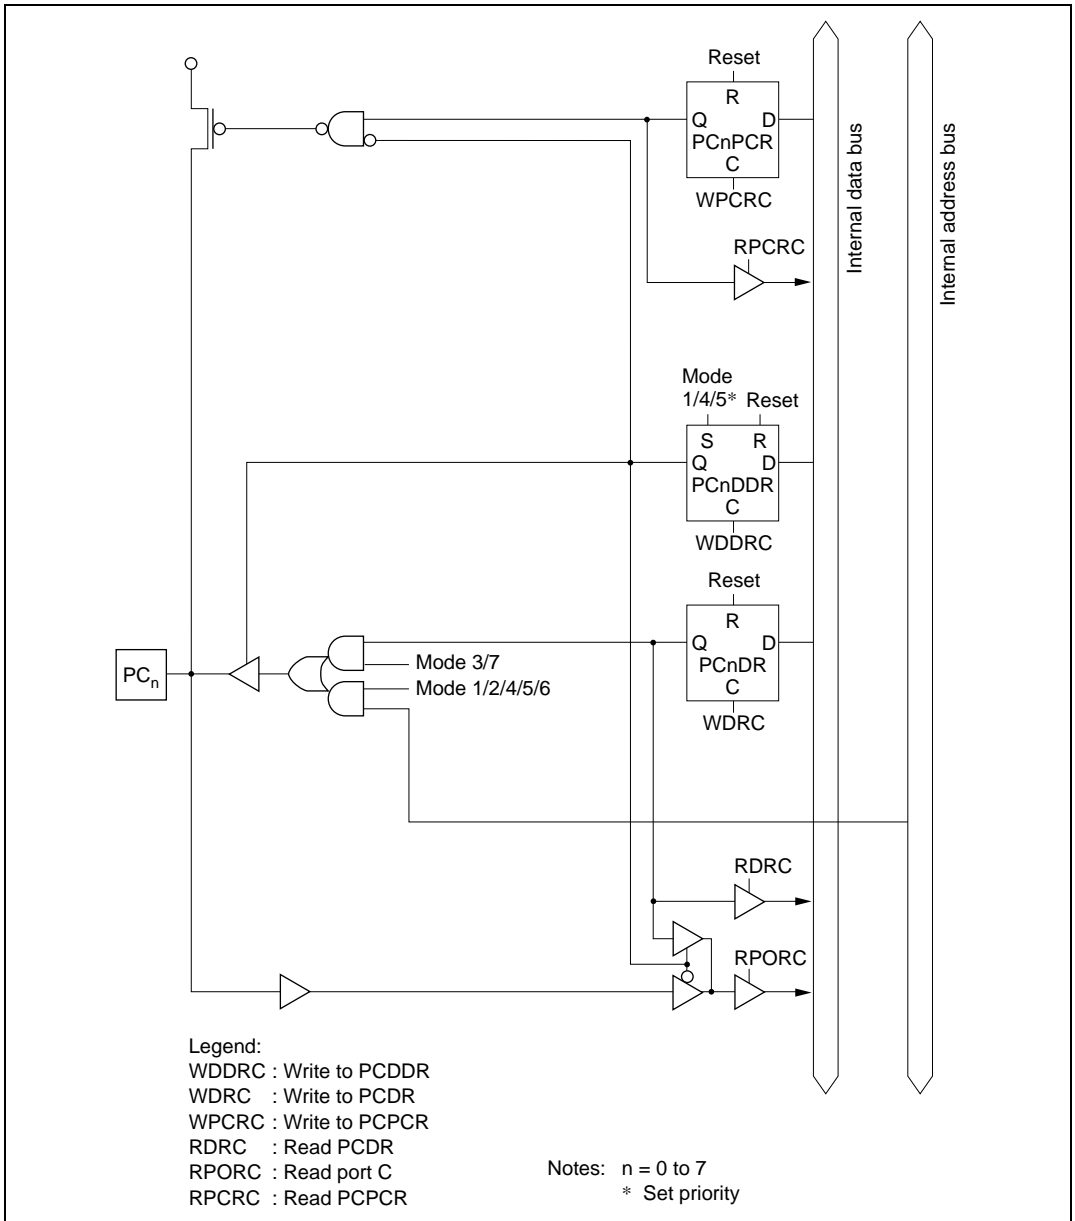 Reset
R
Q D
PCnPCR
C
WPCRC
RPCRC
Internal data bus
Internal address bus
Mode
1/4/5* Reset
S R
Q D
PCnDDR
C
WDDRC
Reset
R
Q D
PCnDR
C
WDRC
Mode 3/7
Mode 1/2/4/5/6
PCn
RDRC
RPORC
Legend:
WDDRC : Write to PCDDR
WDRC : Write to PCDR
WPCRC : Write to PCPCR
RDRC : Read PCDR
RPORC : Read port C
RPCRC : Read PCPCR
Notes: n = 0 to 7
* Set priority